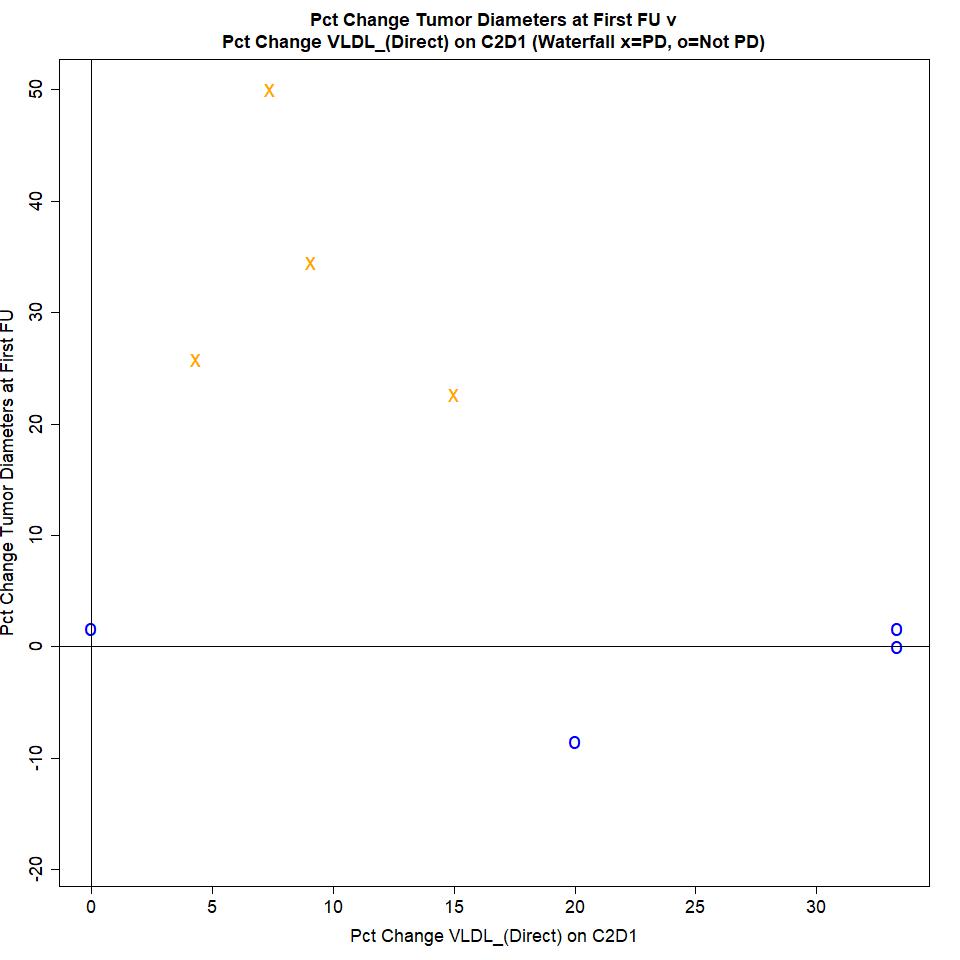 Pct Change Tumor Diameters at First FU v
Pct Change VLDL_(Direct) on C2D1 (Waterfall x=PD, o=Not PD)
Pct Change Tumor Diameters at First FU
50
40
30
20
10
0
-10
-20
X
X
X
X
O
O
O
O
0 5 10 15 20 25 30
Pct Change VLDL_(Direct) on C2D1